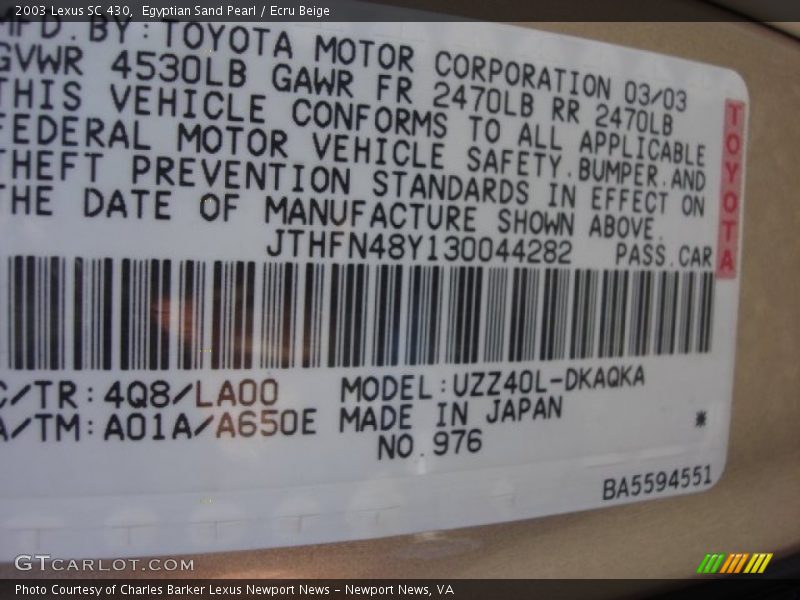 2003 Lexus SC 430, Egyptian Sand Pearl / Ecru Beige
MFD.BY:TOYOTA MOTOR CORPORATION 03/03
GVWR 4530LB GAWR FR 2470LB RR 2470LB
THIS VEHICLE CONFORMS TO ALL APPLICABLE
FEDERAL MOTOR VEHICLE SAFETY.BUMPER.AND
THEFT PREVENTION STANDARDS IN EFFECT ON
THE DATE OF MANUFACTURE SHOWN ABOVE.
JTHFN48Y130044282 PASS.CAR
TOYOTA
C/TR:4Q8/LA00 MODEL:UZZ40L-DKAQKA
A/TM:A01A/A650E MADE IN JAPAN
*
NO.976
BA5594551
GTCARLOT.COM
Photo Courtesy of Charles Barker Lexus Newport News – Newport News, VA